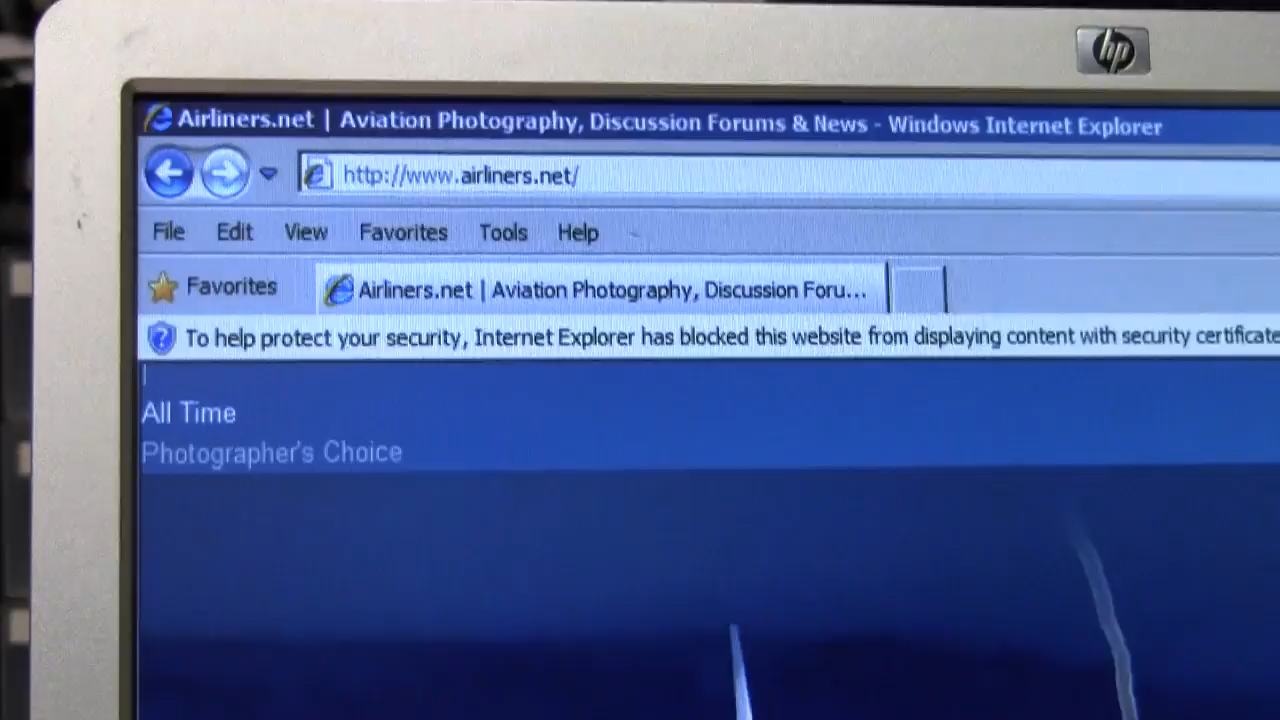 hp
Airliners.net | Aviation Photography, Discussion Forums & News - Windows Internet Explorer
http://www.airliners.net/
File Edit View Favorites Tools Help
Favorites Airliners.net | Aviation Photography, Discussion Foru...
To help protect your security, Internet Explorer has blocked this website from displaying content with security certificate
All Time
Photographer's Choice